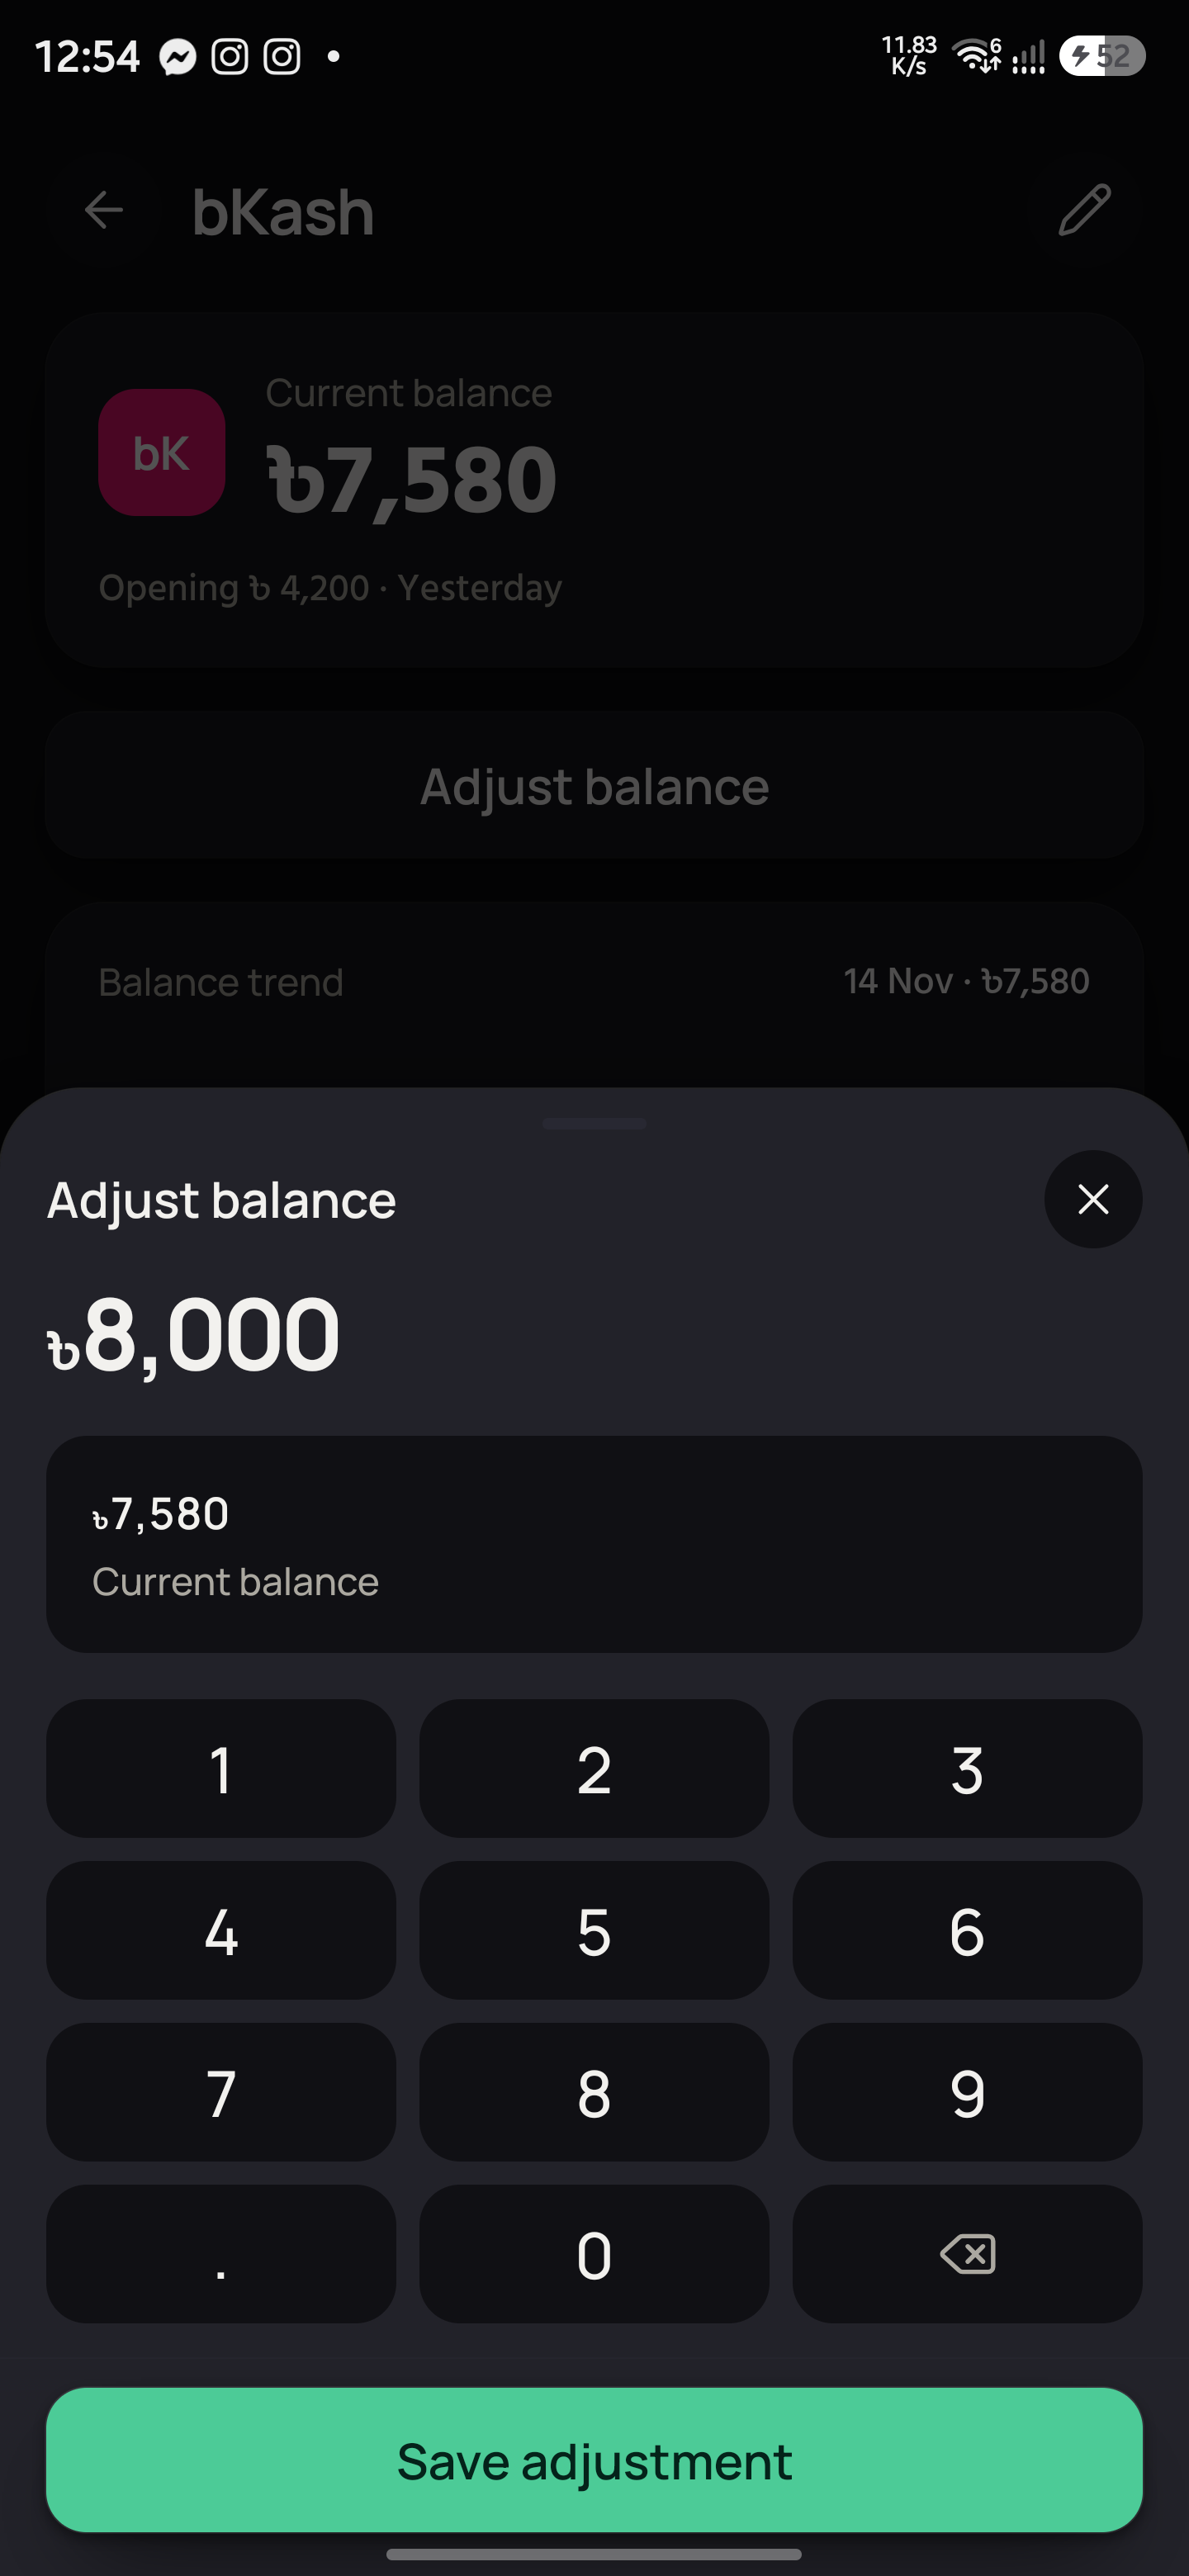 12:54
11.83
K/s
6
52
bKash
bK
Current balance
৳7,580
Opening ৳ 4,200 · Yesterday
Adjust balance
Balance trend
14 Nov · ৳7,580
Adjust balance
৳8,000
৳7,580
Current balance
1 2 3
4 5 6
7 8 9
. 0
Save adjustment